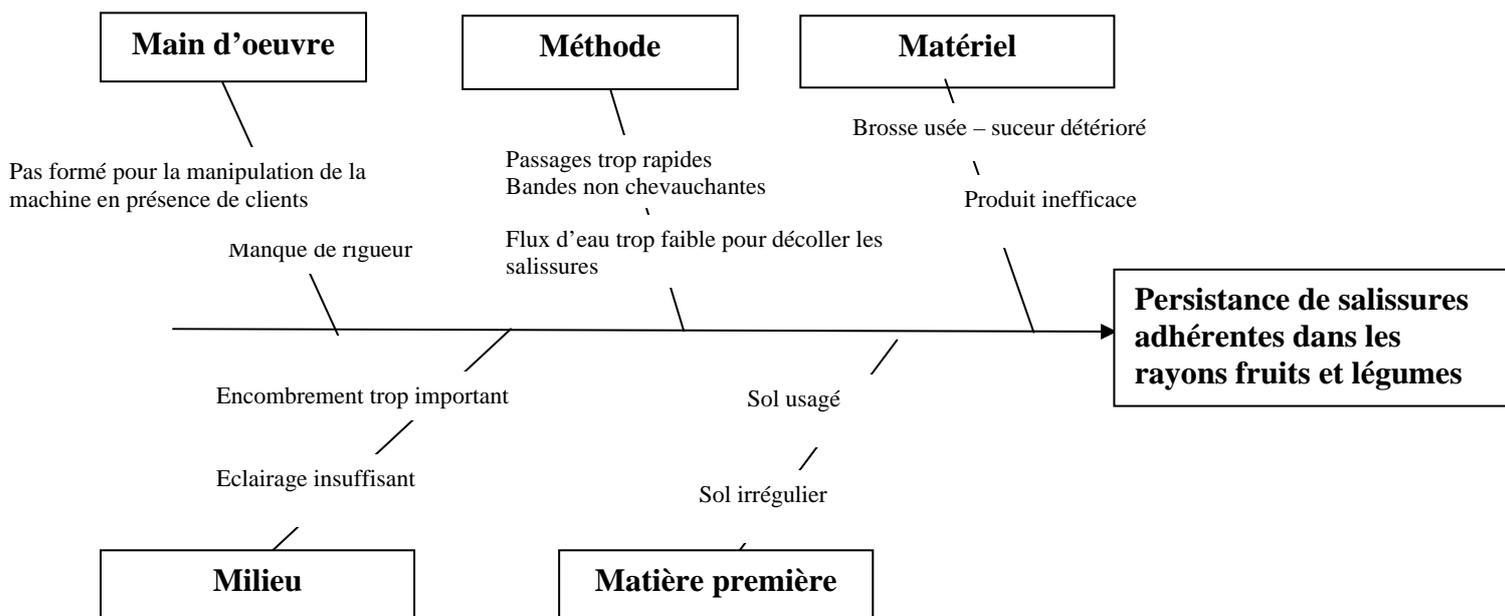 Main d’oeuvre
Méthode
Matériel
Brosse usée – suceur détérioré
Pas formé pour la manipulation de la
machine en présence de clients
Passages trop rapides
Bandes non chevauchantes
Produit inefficace
Manque de rigueur
Flux d’eau trop faible pour décoller les
salissures
Persistance de salissures
adhérentes dans les
rayons fruits et légumes
Encombrement trop important
Sol usagé
Eclairage insuffisant
Sol irrégulier
Milieu
Matière première